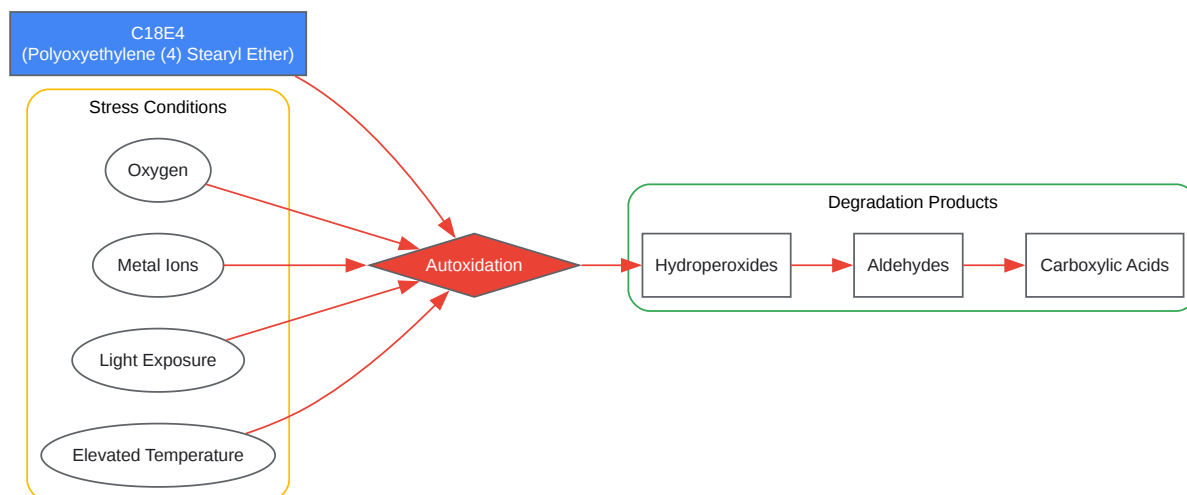 C18E4
(Polyoxyethylene (4) Stearyl Ether)
Stress Conditions
Oxygen
Metal Ions
Light Exposure
Elevated Temperature
Autoxidation
Degradation Products
Hydroperoxides
Aldehydes
Carboxylic Acids